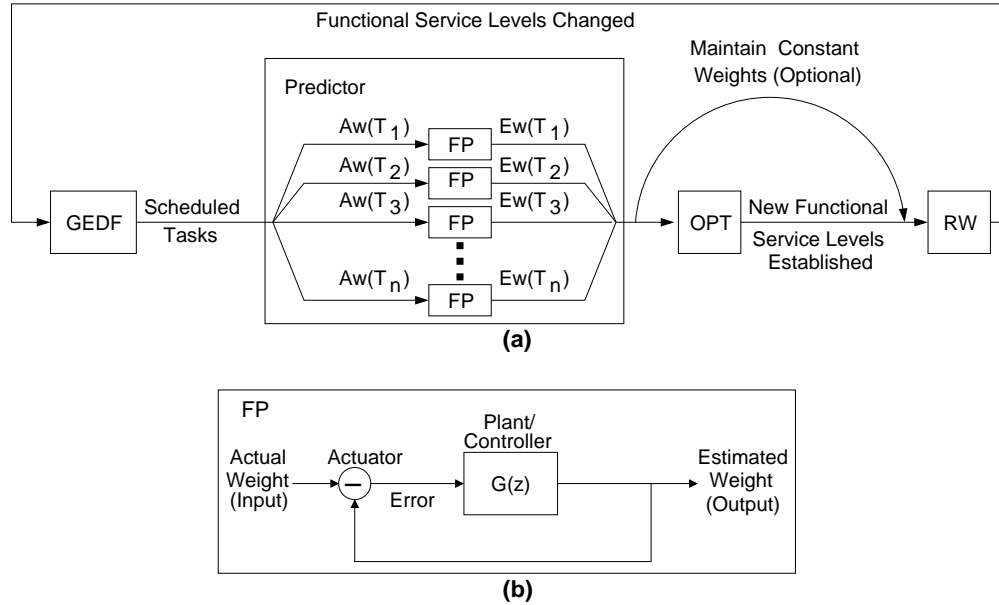 Functional Service Levels Changed
Maintain Constant
Weights (Optional)
Predictor
Aw(T1)
FP
Ew(T1)
Aw(T2)
FP
Ew(T2)
Aw(T3)
FP
Ew(T3)
Aw(Tn)
FP
Ew(Tn)
GEDF
Scheduled
Tasks
OPT
New Functional
Service Levels
Established
RW
(a)
FP
Actual
Weight
(Input)
Actuator
−
Error
Plant/
Controller
G(z)
Estimated
Weight
(Output)
(b)